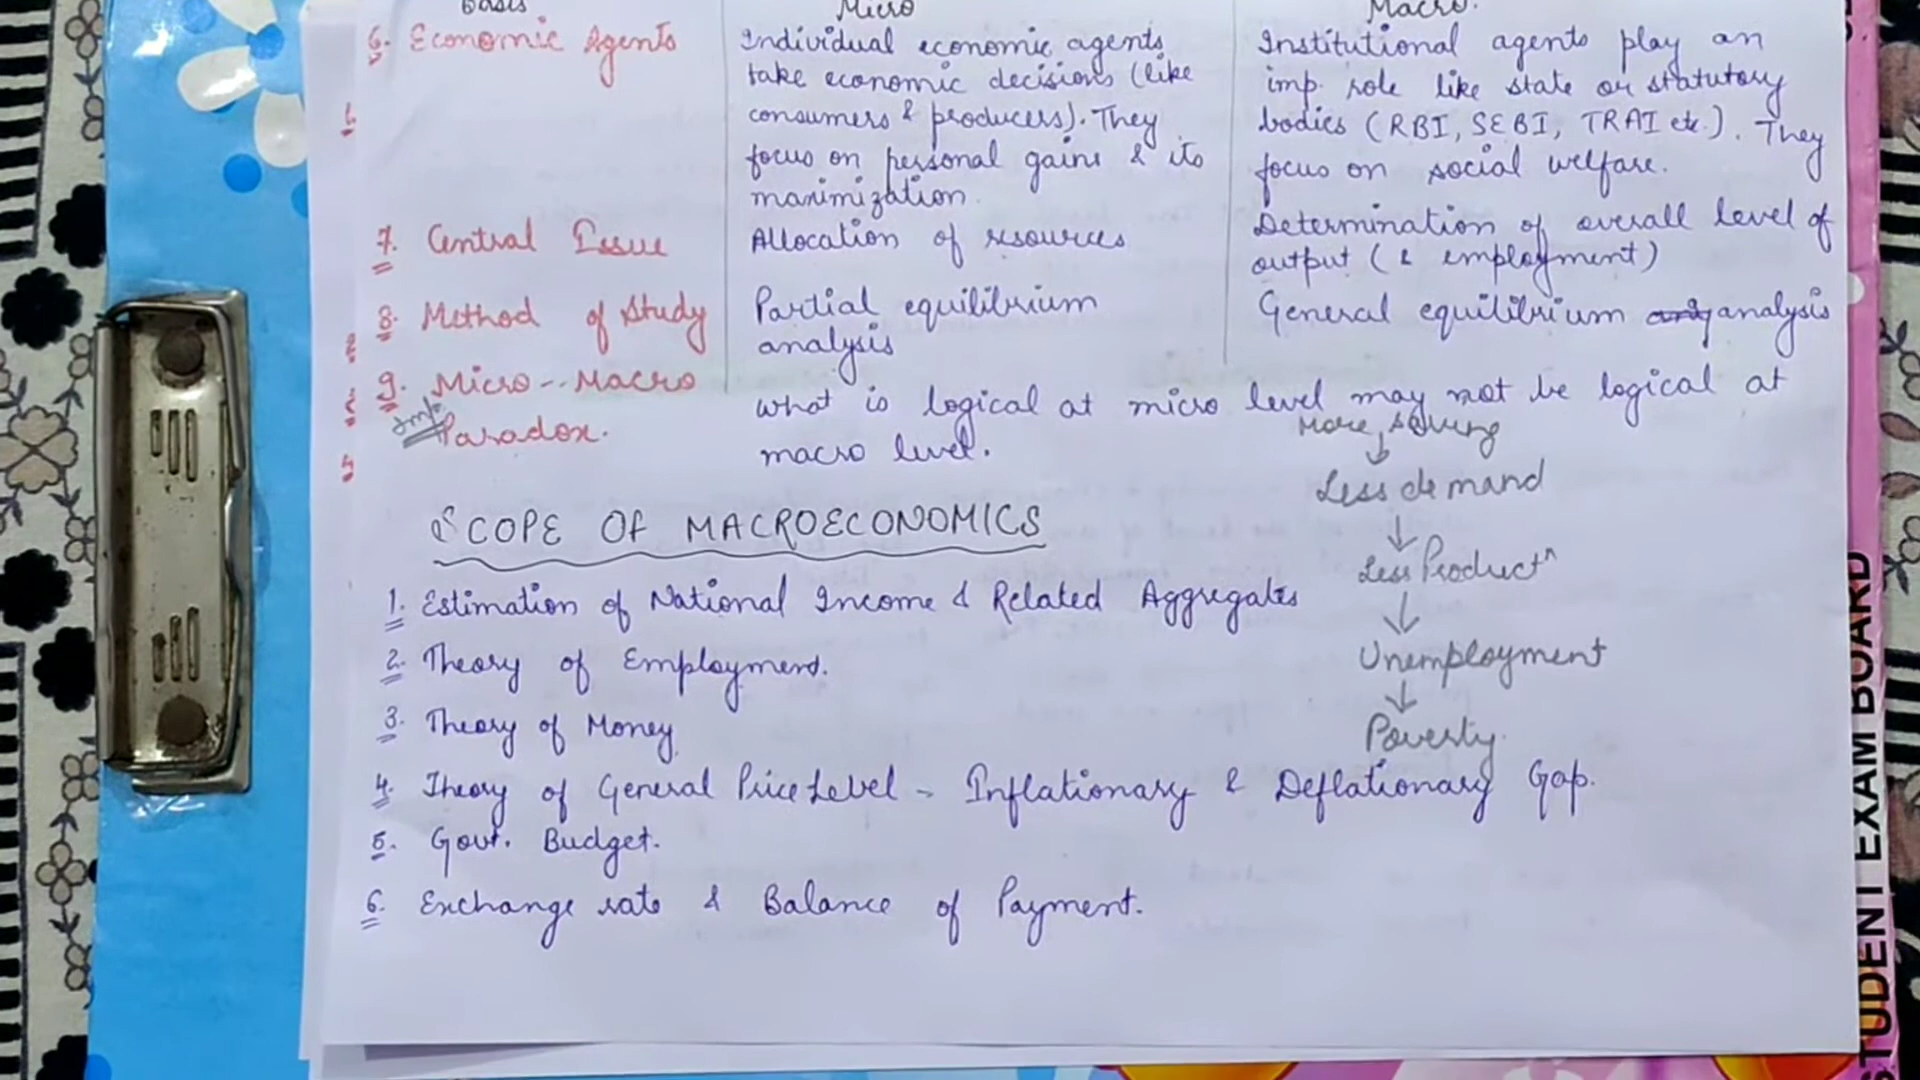 Basis Micro Macro.
6. Economic Agents
Individual economic agents
take economic decisions (like
consumers & producers). They
focus on personal gains & its
maximization.
Institutional agents play an
imp. role like state or statutory
bodies (RBI, SEBI, TRAI etc.). They
focus on social welfare.
7. Central Issue
Allocation of resources
Determination of overall level of
output (& employment)
8. Method of Study
Partial equilibrium
analysis
General equilibrium analysis
9. Micro-Macro
Imp. Paradox.
What is logical at micro level may not be logical at
macro level.
More saving
Less demand
Less Productn
Unemployment
Poverty.
SCOPE OF MACROECONOMICS
1. Estimation of National Income & Related Aggregates
2. Theory of Employment.
3. Theory of Money
4. Theory of General Price Level - Inflationary & Deflationary Gap.
5. Govt. Budget.
6. Exchange rate & Balance of Payment.
STUDENT EXAM BOARD